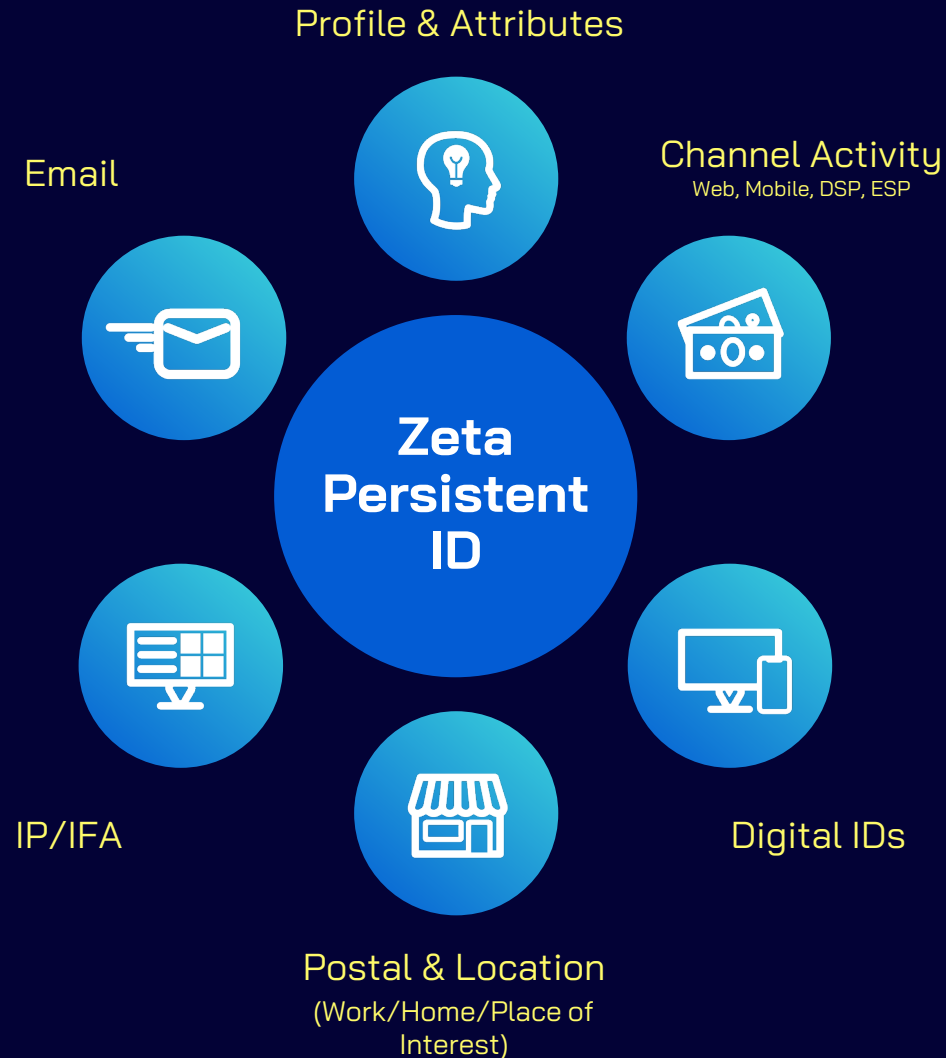 Profile & Attributes
Email
Channel Activity
Web, Mobile, DSP, ESP
Zeta
Persistent
ID
IP/IFA
Digital IDs
Postal & Location
(Work/Home/Place of
Interest)